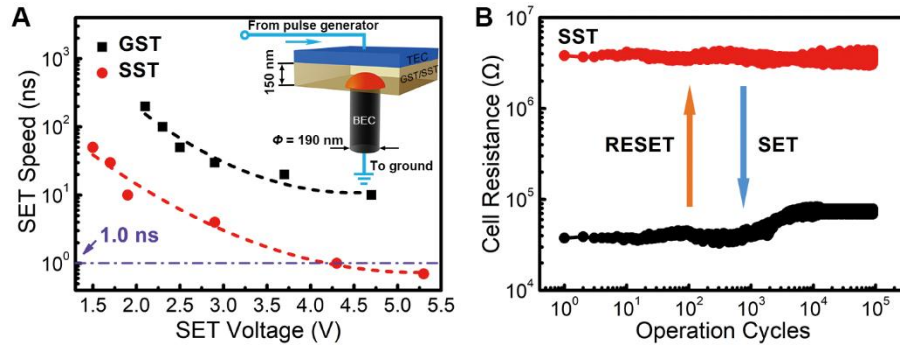 A
From pulse generator
GST
SST
TEC
GST/SST
150 nm
BEC
Φ = 190 nm
To ground
1.0 ns
10³
10²
10¹
10⁰
SET Speed (ns)
1.5 2.0 2.5 3.0 3.5 4.0 4.5 5.0 5.5
SET Voltage (V)
B
SST
RESET
SET
10⁷
10⁶
10⁵
10⁴
Cell Resistance (Ω)
10⁰ 10¹ 10² 10³ 10⁴ 10⁵
Operation Cycles